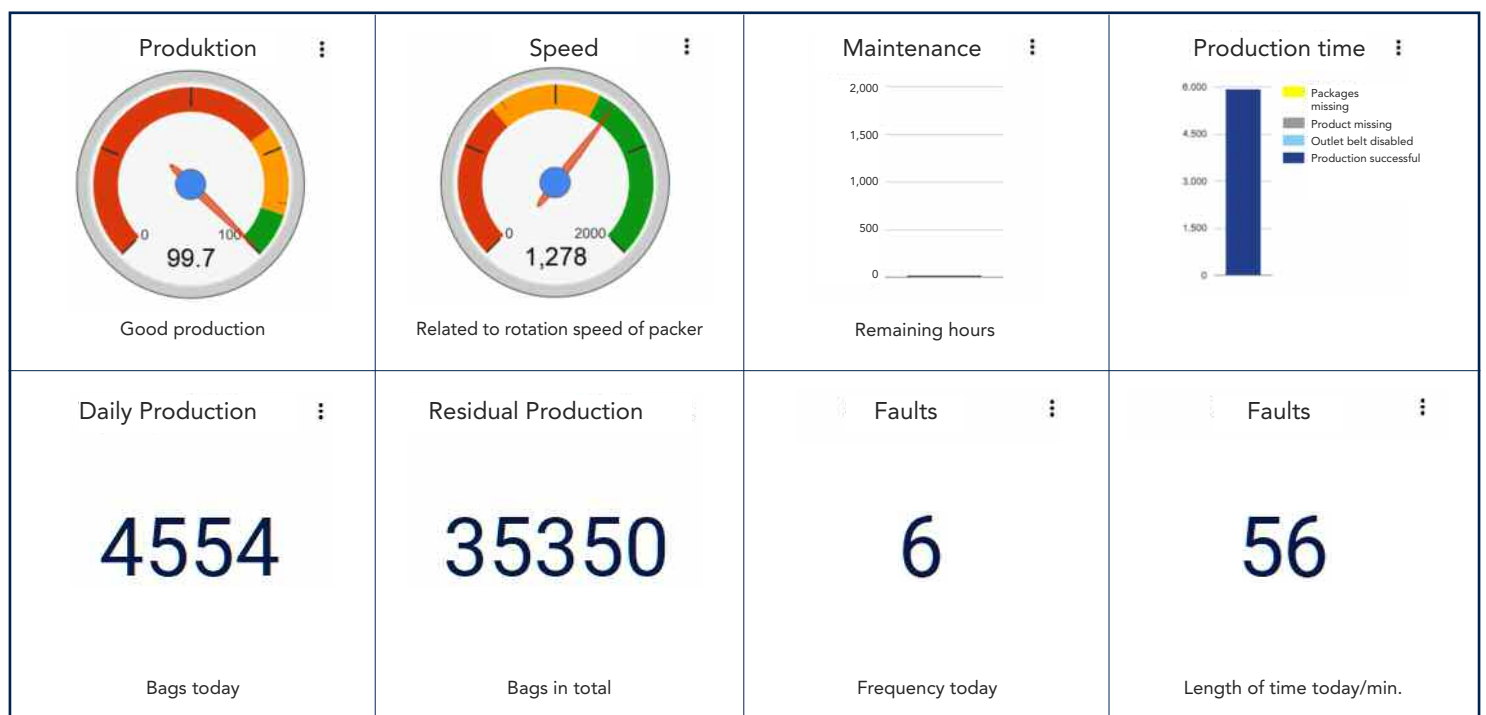 Produktion
0
100
99.7
Good production
Speed
0
2000
1,278
Related to rotation speed of packer
Maintenance
2,000
1,500
1,000
500
0
Remaining hours
Production time
6.000
4.500
3.000
1.500
0
Packages
missing
Product missing
Outlet belt disabled
Production successful
Daily Production
4554
Bags today
Residual Production
35350
Bags in total
Faults
6
Frequency today
Faults
56
Length of time today/min.